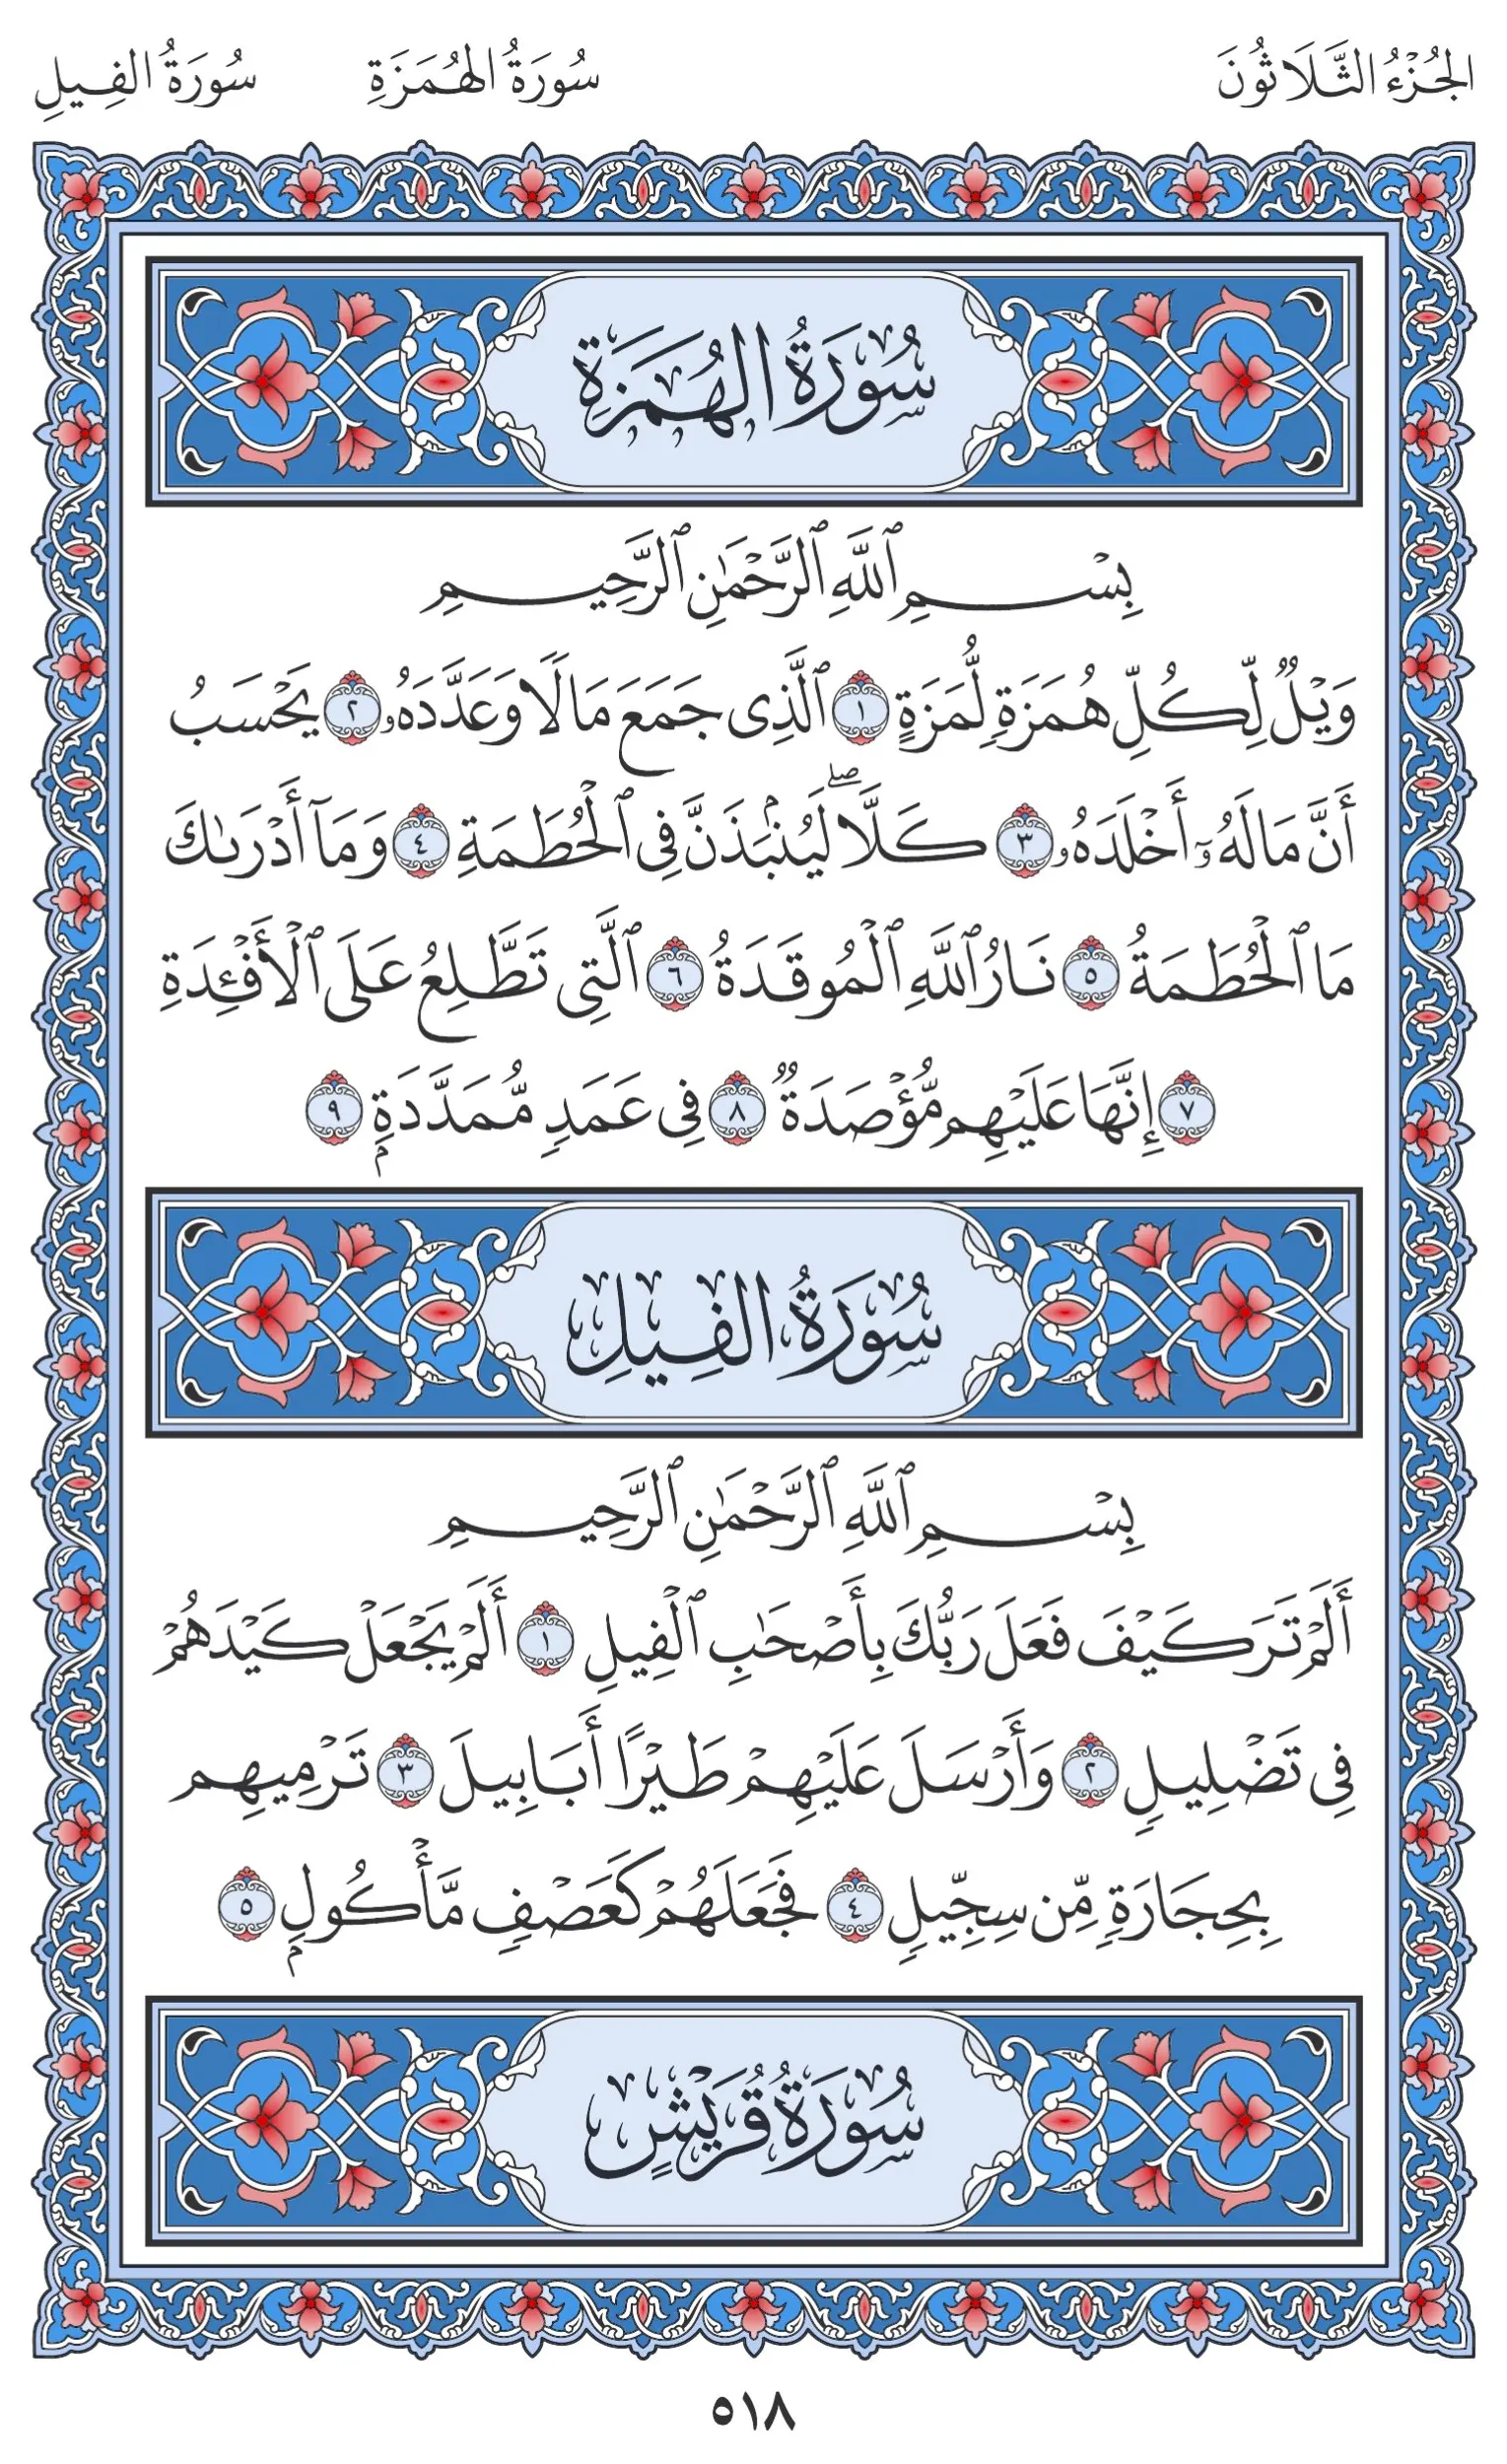 الجُزْءُ الثَّلَاثُونَ سُورَةُ الهُمَزَةِ سُورَةُ الفِيلِ
سُورَةُ الهُمَزَةِ
بِسْمِ ٱللَّهِ ٱلرَّحْمَٰنِ ٱلرَّحِيمِ
وَيْلٌ لِّكُلِّ هُمَزَةٍ لُّمَزَةٍ ١ ٱلَّذِى جَمَعَ مَالًا وَعَدَّدَهُۥ ٢ يَحْسَبُ
أَنَّ مَالَهُۥٓ أَخْلَدَهُۥ ٣ كَلَّاۖ لَيُنۢبَذَنَّ فِى ٱلْحُطَمَةِ ٤ وَمَآ أَدْرَىٰكَ
مَا ٱلْحُطَمَةُ ٥ نَارُ ٱللَّهِ ٱلْمُوقَدَةُ ٦ ٱلَّتِى تَطَّلِعُ عَلَى ٱلْأَفْـِٔدَةِ
٧ إِنَّهَا عَلَيْهِم مُّؤْصَدَةٌ ٨ فِى عَمَدٍ مُّمَدَّدَةٍۭ ٩
سُورَةُ الفِيلِ
بِسْمِ ٱللَّهِ ٱلرَّحْمَٰنِ ٱلرَّحِيمِ
أَلَمْ تَرَ كَيْفَ فَعَلَ رَبُّكَ بِأَصْحَٰبِ ٱلْفِيلِ ١ أَلَمْ يَجْعَلْ كَيْدَهُمْ
فِى تَضْلِيلٍ ٢ وَأَرْسَلَ عَلَيْهِمْ طَيْرًا أَبَابِيلَ ٣ تَرْمِيهِم
بِحِجَارَةٍ مِّن سِجِّيلٍ ٤ فَجَعَلَهُمْ كَعَصْفٍ مَّأْكُولٍۭ ٥
سُورَةُ قُرَيْشٍ
٥١٨